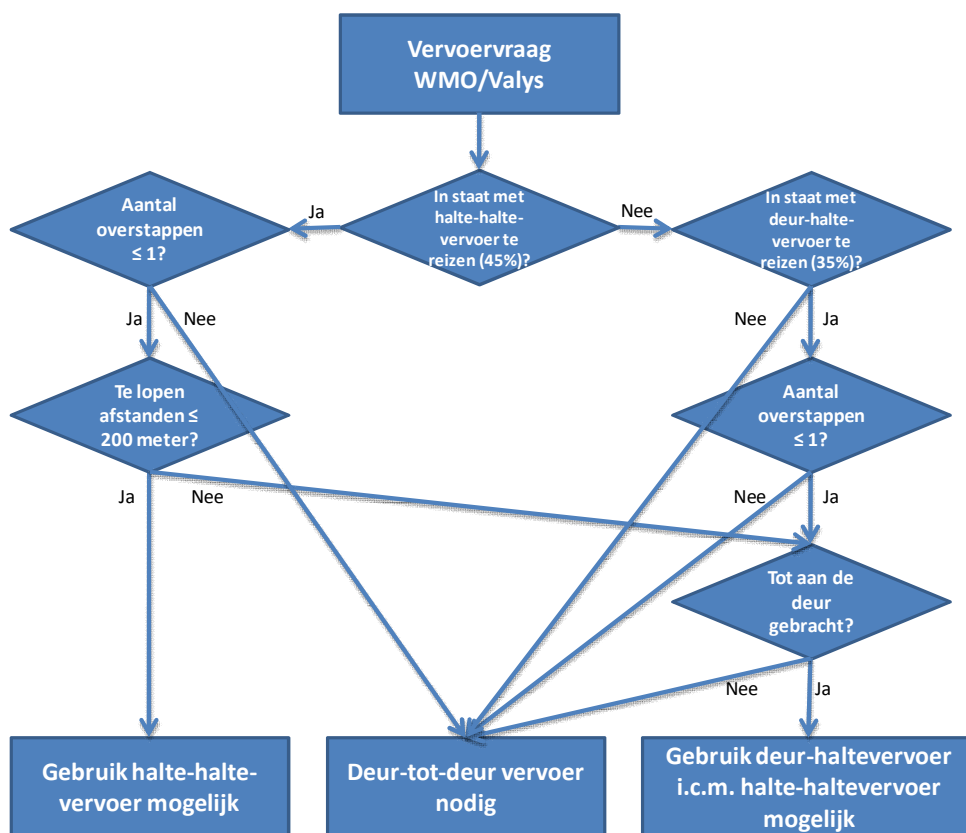 Vervoervraag
WMO/Valys
Aantal
overstappen
≤ 1?
Ja
In staat met
halte-halte-
vervoer te
reizen (45%)?
Nee
In staat met
deur-halte-
vervoer te
reizen (35%)?
Ja
Nee
Nee
Ja
Te lopen
afstanden ≤
200 meter?
Aantal
overstappen
≤ 1?
Ja
Nee
Nee
Ja
Tot aan de
deur
gebracht?
Nee
Ja
Gebruik halte-halte-
vervoer mogelijk
Deur-tot-deur vervoer
nodig
Gebruik deur-haltevervoer
i.c.m. halte-haltevervoer
mogelijk